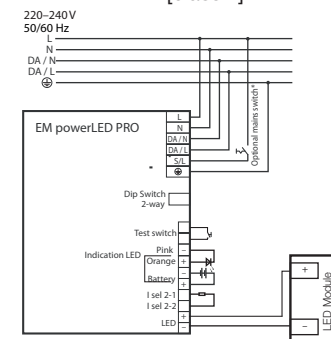 220–240 V
50/60 Hz
L
N
DA / N
DA / L
Optional mains switch*
EM powerLED PRO
L
N
DA / N
DA / L
S/L
Dip Switch
2-way
Test switch
Indication LED
Pink –
Orange +
–
Battery
+
I sel 2-1
I sel 2-2
LED
+
–
+
–
LED Module